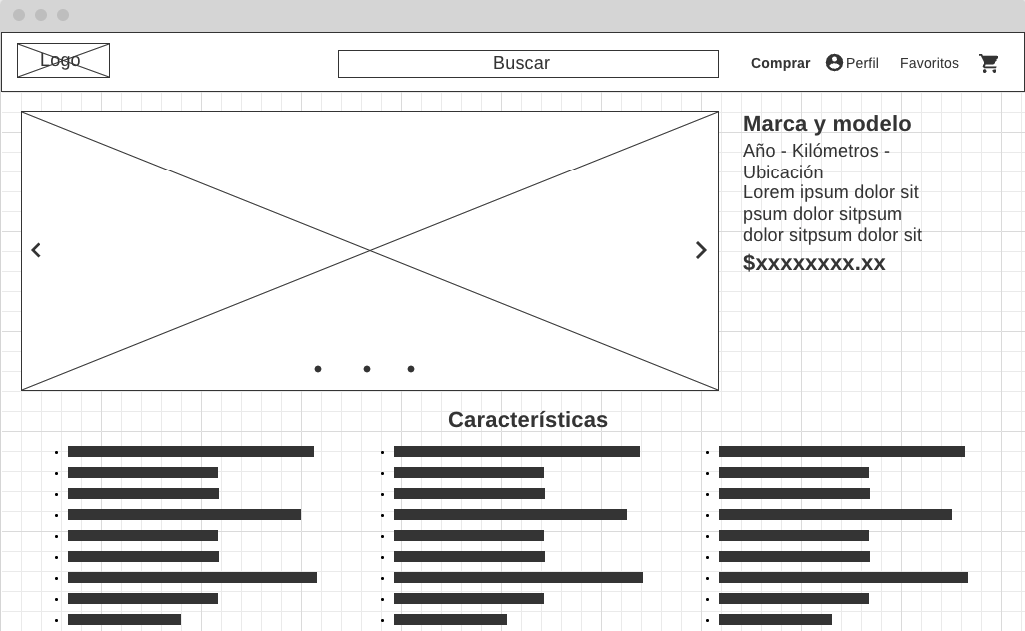 Logo
Buscar
Comprar
Perfil
Favoritos
Marca y modelo
Año - Kilómetros -
Ubicación
Lorem ipsum dolor sit
psum dolor sitpsum
dolor sitpsum dolor sit
$xxxxxxxx.xx
Características